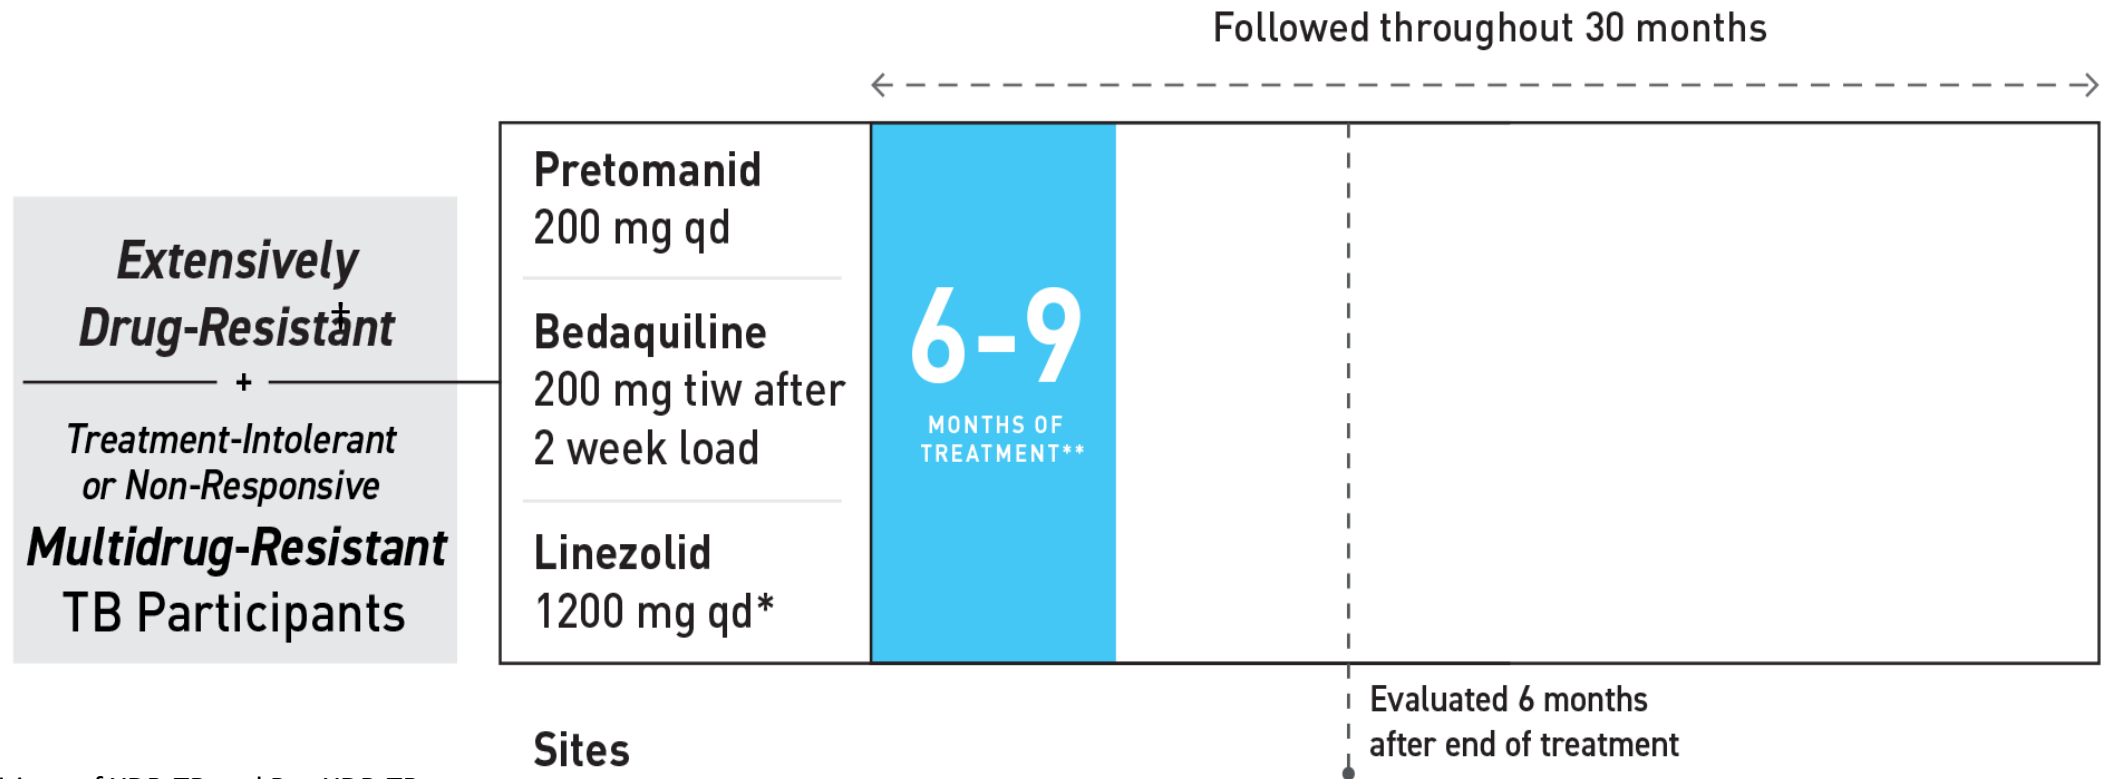 Followed throughout 30 months
Extensively
Drug-Resistant‡
+
Treatment-Intolerant
or Non-Responsive
Multidrug-Resistant
TB Participants
Pretomanid
200 mg qd
Bedaquiline
200 mg tiw after
2 week load
Linezolid
1200 mg qd*
6-9
MONTHS OF
TREATMENT**
Evaluated 6 months
after end of treatment
Sites